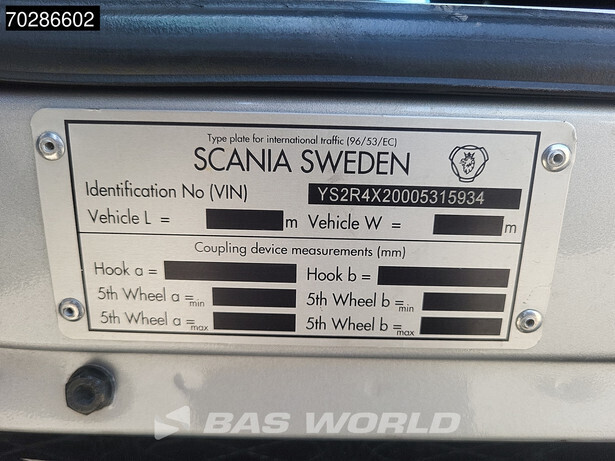 70286602
Type plate for international traffic (96/53/EC)
SCANIA SWEDEN
Identification No (VIN) YS2R4X20005315934
Vehicle L = m Vehicle W = m
Coupling device measurements (mm)
Hook a = Hook b =
5th Wheel a =min 5th Wheel b =min
5th Wheel a =max 5th Wheel b =max
BAS WORLD